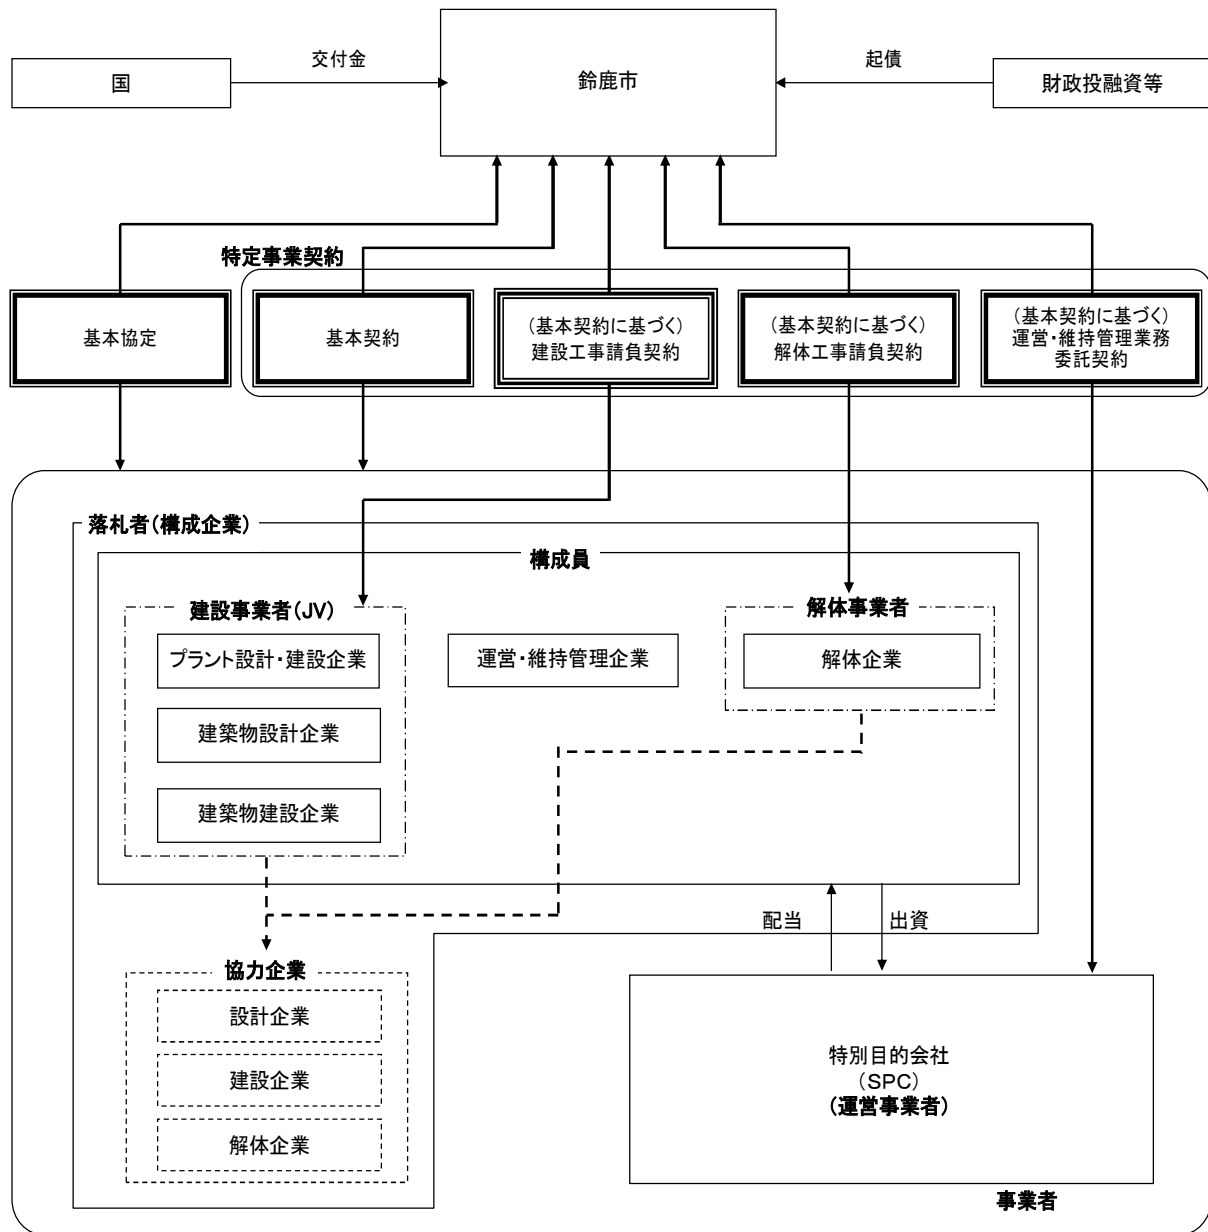 国
交付金
鈴鹿市
起債
財政投融資等
特定事業契約
基本協定
基本契約
(基本契約に基づく)
建設工事請負契約
(基本契約に基づく)
解体工事請負契約
(基本契約に基づく)
運営・維持管理業務
委託契約
落札者(構成企業)
構成員
建設事業者(JV)
プラント設計・建設企業
建築物設計企業
建築物建設企業
運営・維持管理企業
解体事業者
解体企業
配当
出資
協力企業
設計企業
建設企業
解体企業
特別目的会社
(SPC)
(運営事業者)
事業者